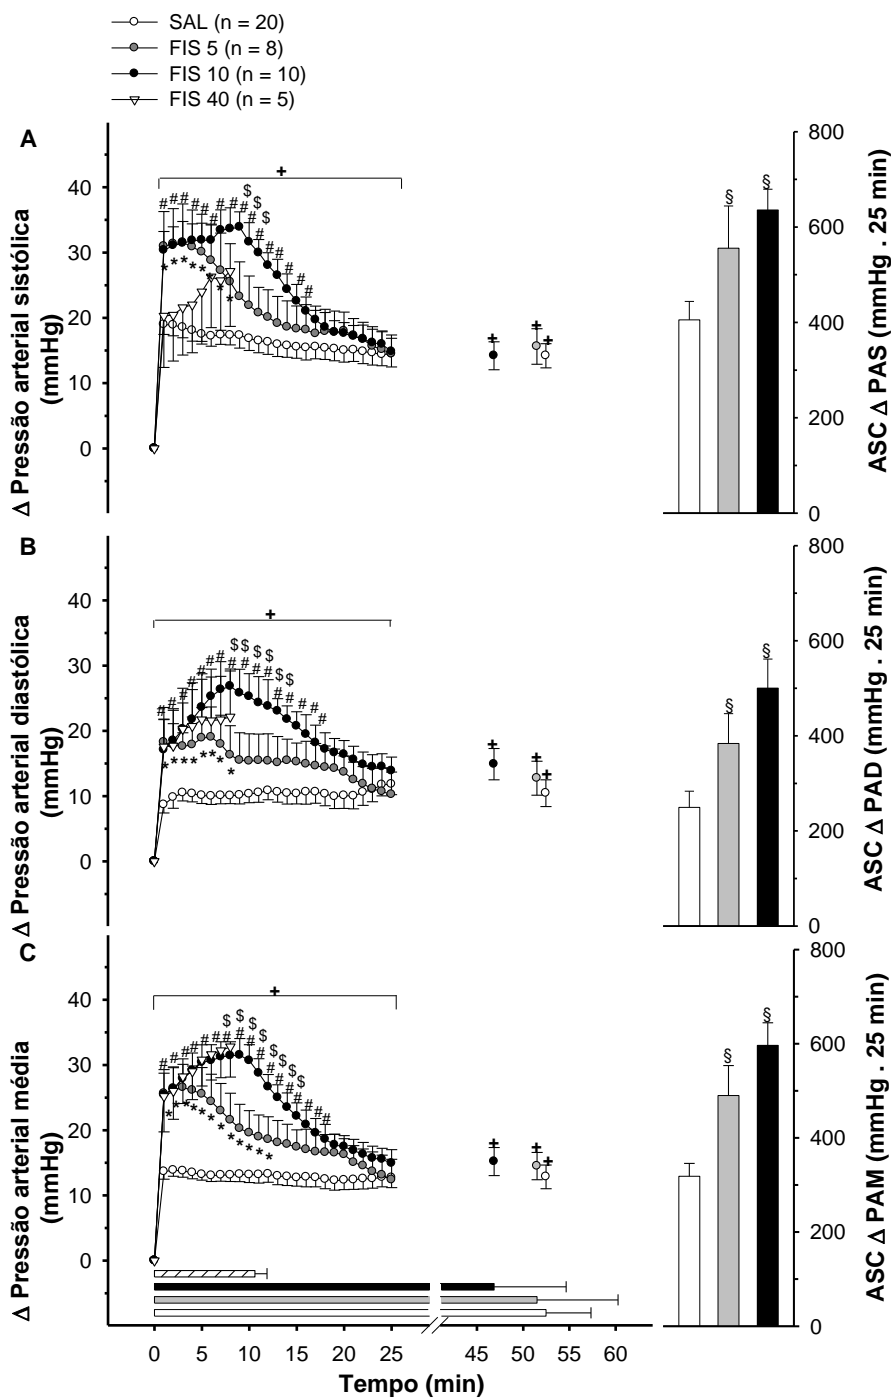 SAL (n = 20)
FIS 5 (n = 8)
FIS 10 (n = 10)
FIS 40 (n = 5)
A
Δ Pressão arterial sistólica
(mmHg)
40
30
20
10
0
+
# # # # # # # # # # # # # # # #
$ $ $
* * * * * * * *
+ + +
§ §
800
600
400
200
0
ASC Δ PAS (mmHg . 25 min)
B
Δ Pressão arterial diastólica
(mmHg)
40
30
20
10
0
+
# # # # # # # # # # # # # # # # # #
$ $ $ $ $ $
* * * * * * *
+ + +
§ §
800
600
400
200
0
ASC Δ PAD (mmHg . 25 min)
C
Δ Pressão arterial média
(mmHg)
40
30
20
10
0
+
+ + +
§ §
800
600
400
200
0
ASC Δ PAM (mmHg . 25 min)
0 5 10 15 20 25 45 50 55 60
Tempo (min)